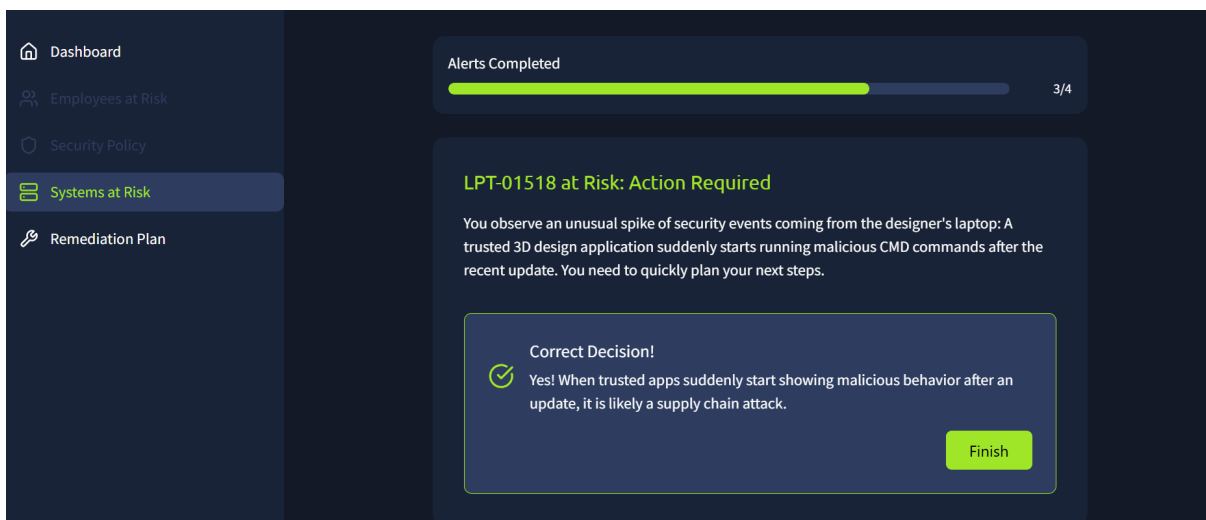 Dashboard
Employees at Risk
Security Policy
Systems at Risk
Remediation Plan
Alerts Completed
3/4
LPT-01518 at Risk: Action Required
You observe an unusual spike of security events coming from the designer's laptop: A
trusted 3D design application suddenly starts running malicious CMD commands after the
recent update. You need to quickly plan your next steps.
Correct Decision!
Yes! When trusted apps suddenly start showing malicious behavior after an
update, it is likely a supply chain attack.
Finish